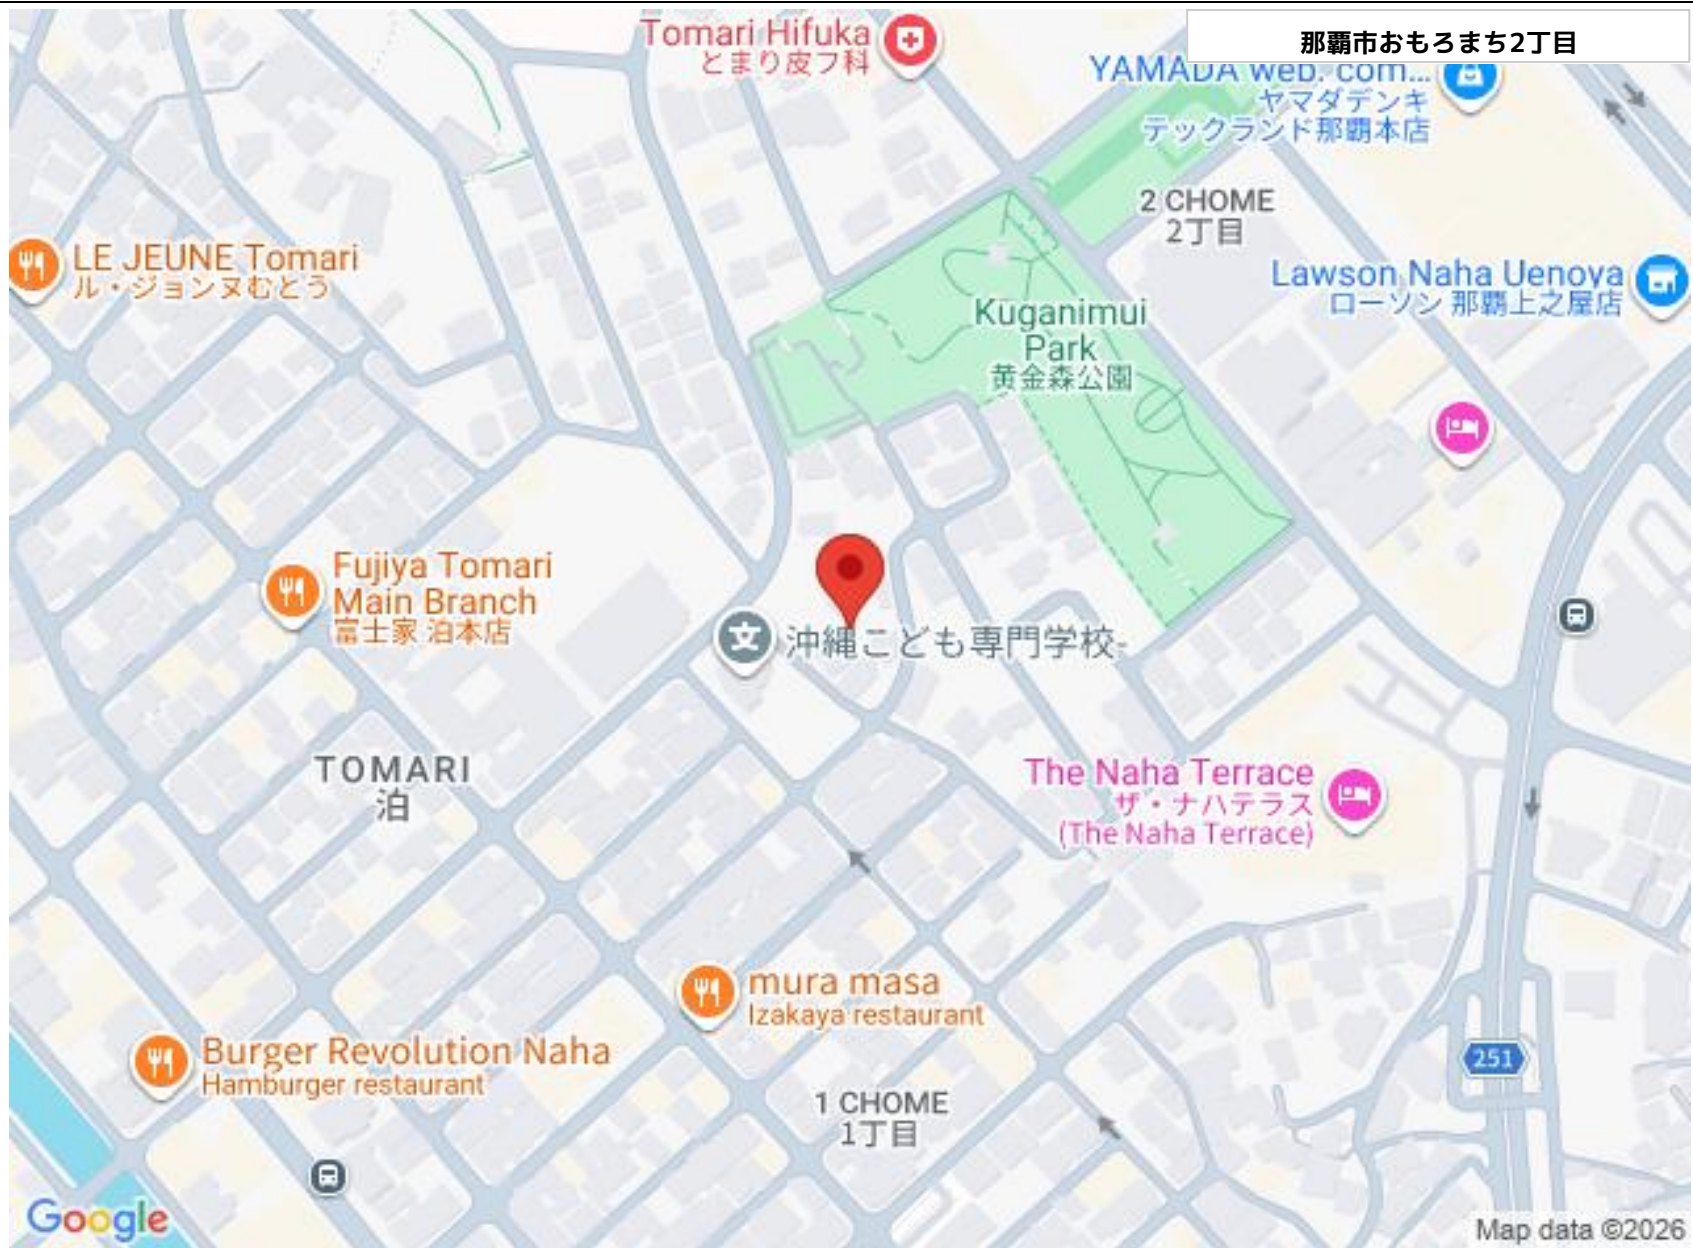 那覇市おもろまち2丁目
Tomari Hifuka
とまり皮フ科
YAMADA web. com...
ヤマダデンキ
テックランド那覇本店
2 CHOME
2丁目
LE JEUNE Tomari
ル・ジョンヌむとう
Lawson Naha Uenoya
ローソン 那覇上之屋店
Kuganimui
Park
黄金森公園
Fujiya Tomari
Main Branch
富士家 泊本店
沖縄こども専門学校-
TOMARI
泊
The Naha Terrace
ザ・ナハテラス
(The Naha Terrace)
mura masa
Izakaya restaurant
Burger Revolution Naha
Hamburger restaurant
251
1 CHOME
1丁目
Google
Map data ©2026